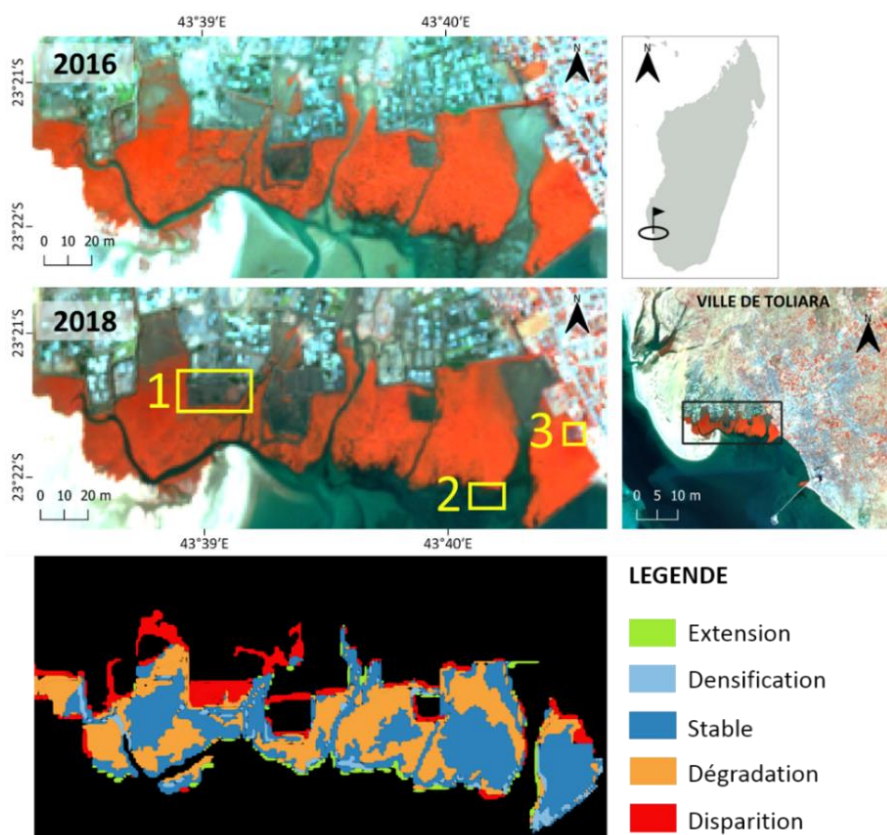 43°39'E 43°40'E
23°21'S
2016
N
N
23°22'S
0 10 20 m
2018
N
VILLE DE TOLIARA
N
23°21'S
1
3
23°22'S
2
0 10 20 m
0 5 10 m
43°39'E 43°40'E
LEGENDE
Extension
Densification
Stable
Dégradation
Disparition